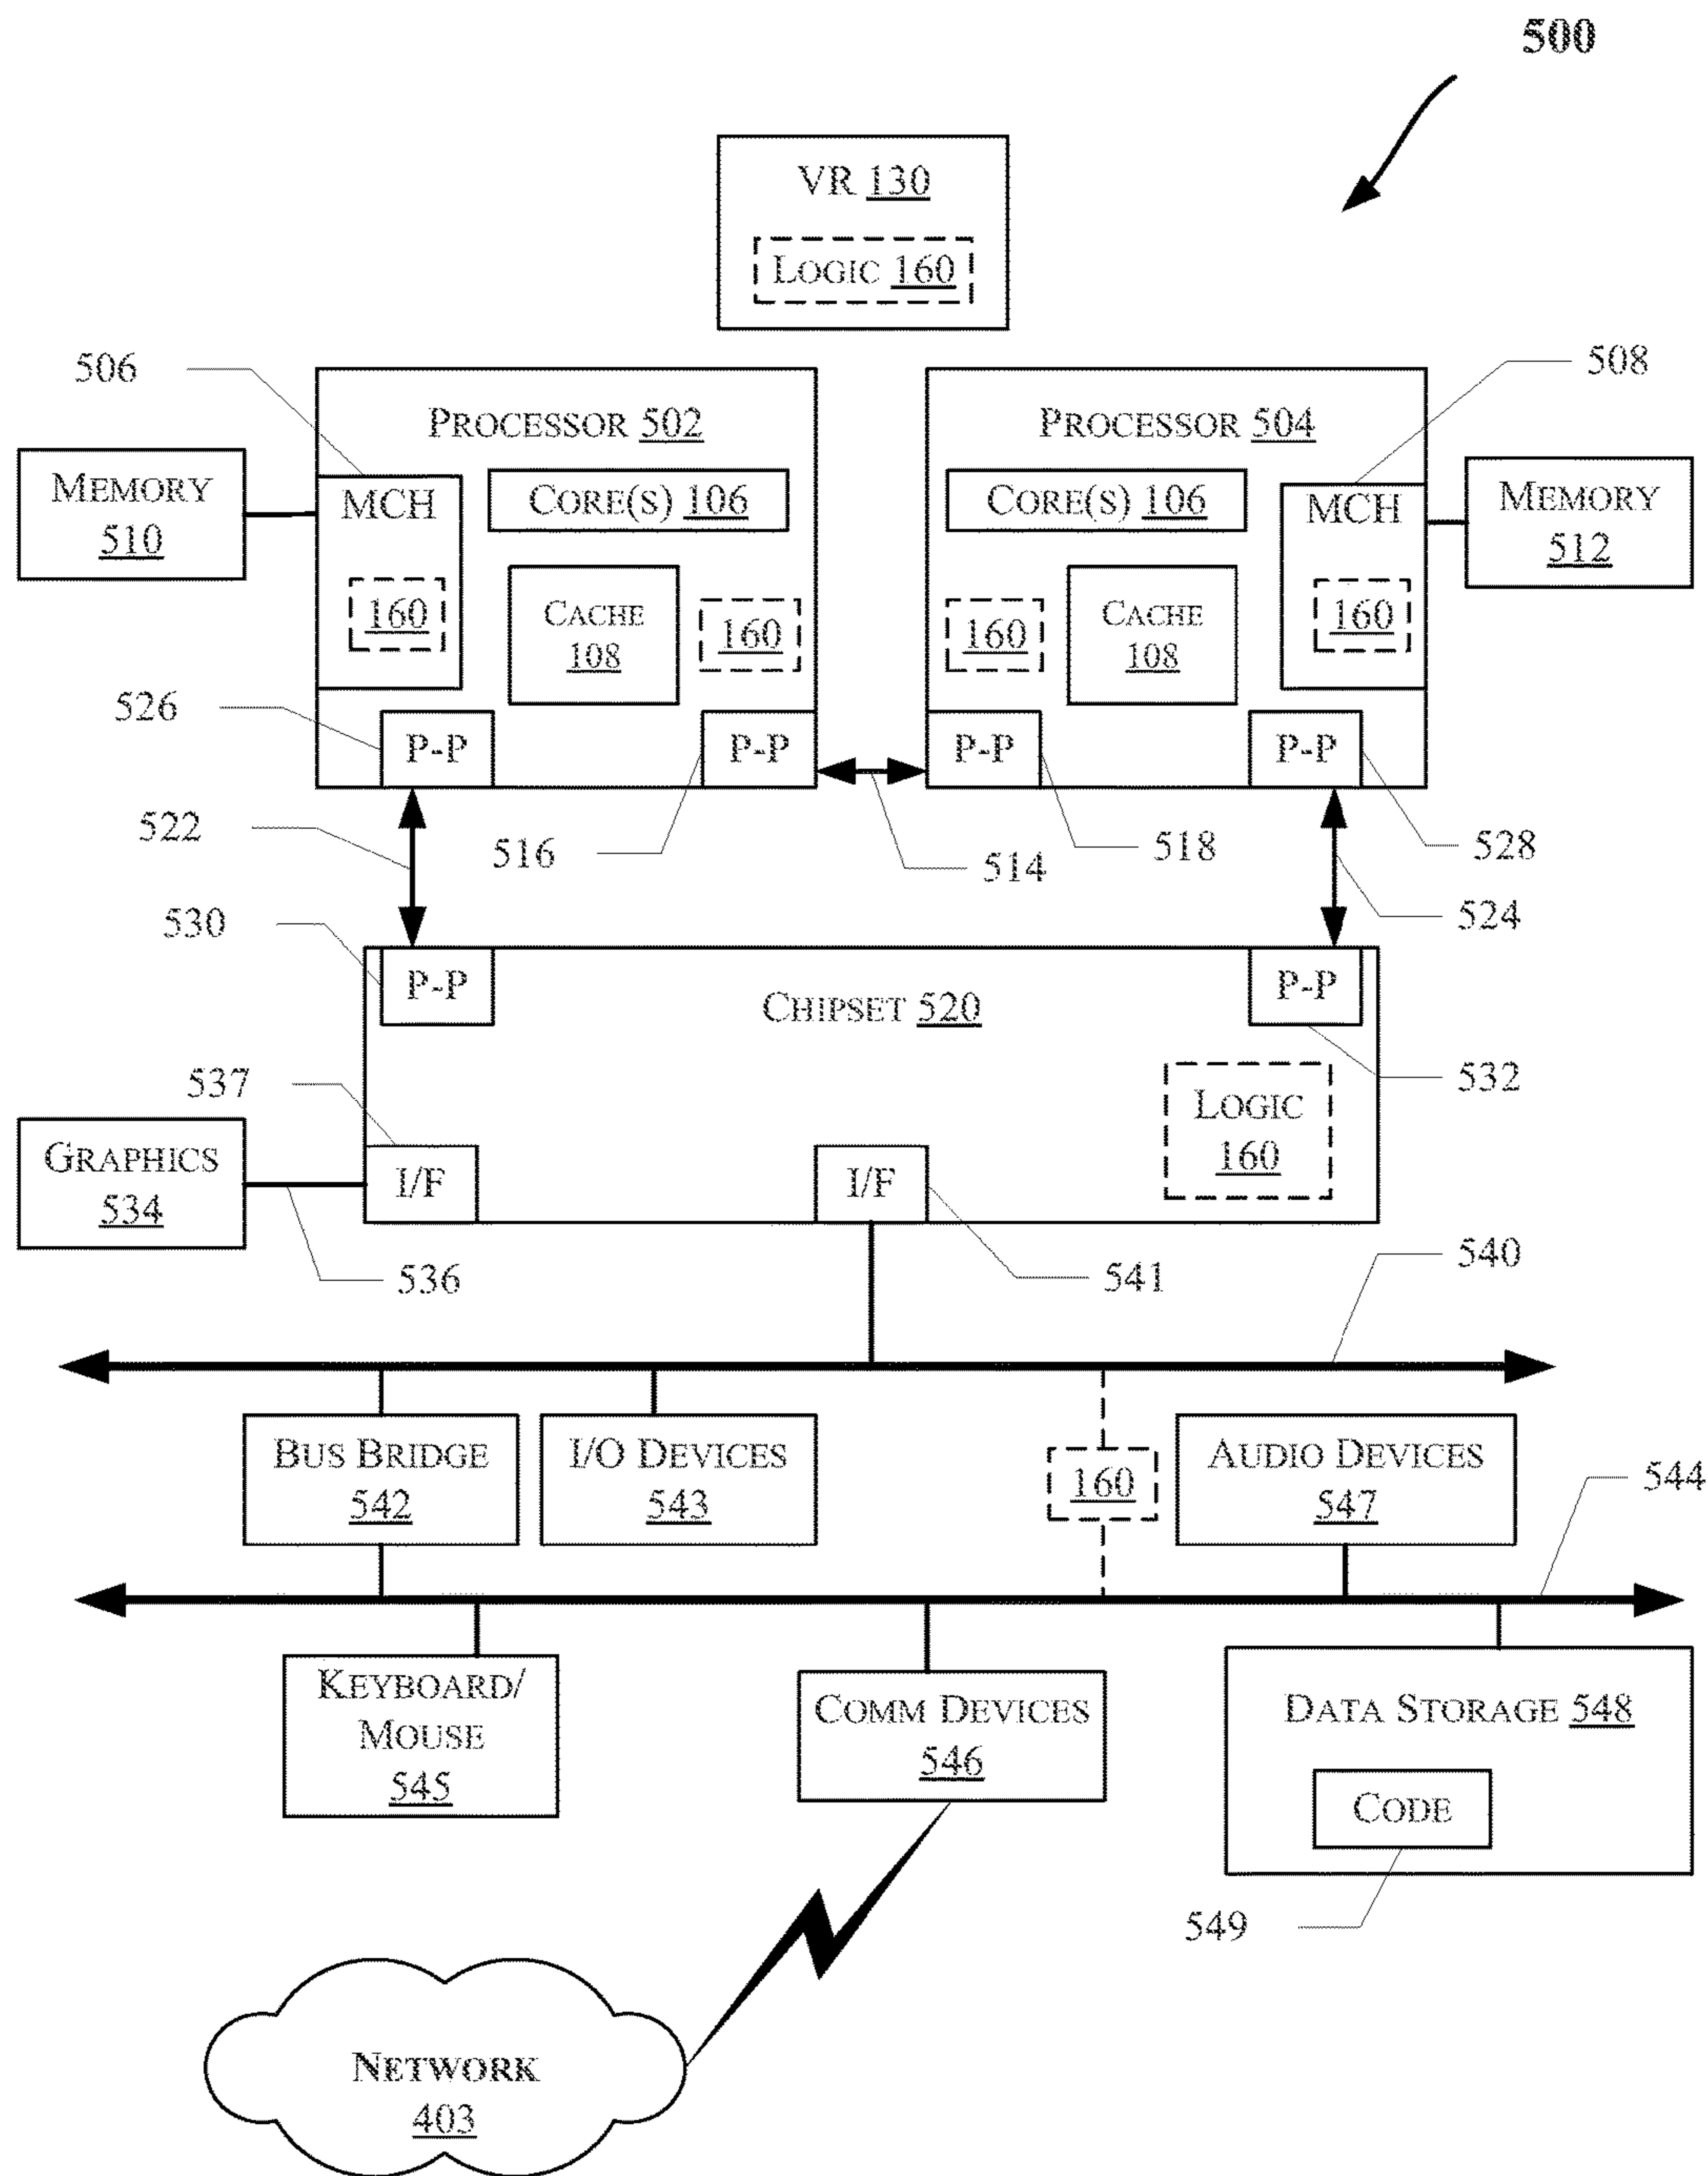 500
VR 130
LOGIC 160
506
508
PROCESSOR 502
PROCESSOR 504
MEMORY
510
MCH
CORE(S) 106
CORE(S) 106
MCH
MEMORY
512
160
CACHE
108
160
160
CACHE
108
160
526
P-P
P-P
P-P
P-P
522
516
514
518
528
530
524
P-P
CHIPSET 520
P-P
537
532
LOGIC
160
GRAPHICS
534
I/F
I/F
536
541
540
BUS BRIDGE
542
I/O DEVICES
543
160
AUDIO DEVICES
547
544
KEYBOARD/
MOUSE
545
COMM DEVICES
546
DATA STORAGE 548
CODE
549
NETWORK
403